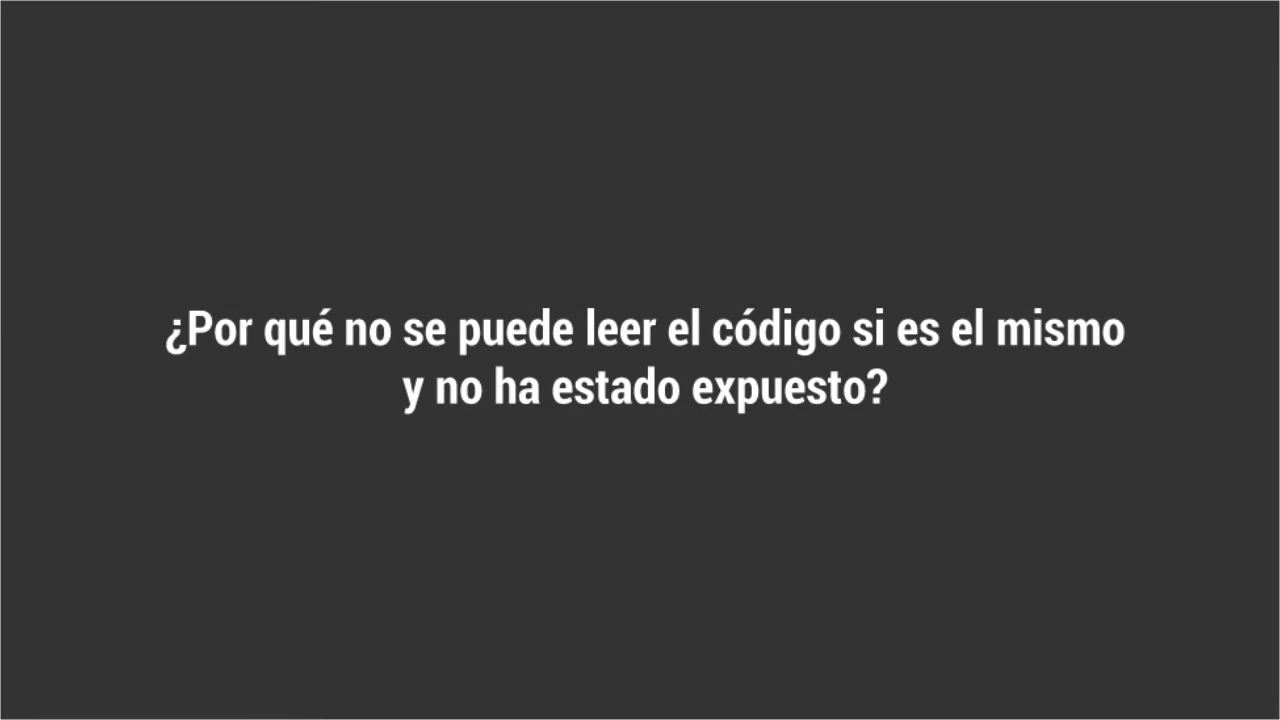 ¿Por qué no se puede leer el código si es el mismo
y no ha estado expuesto?